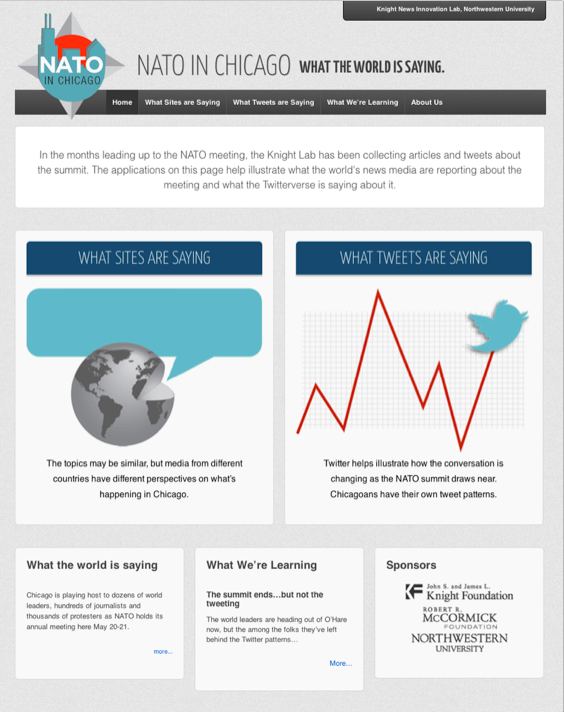 Knight News Innovation Lab, Northwestern University
NATO
IN CHICAGO
NATO IN CHICAGO WHAT THE WORLD IS SAYING.
Home What Sites are Saying What Tweets are Saying What We're Learning About Us
In the months leading up to the NATO meeting, the Knight Lab has been collecting articles and tweets about
the summit. The applications on this page help illustrate what the world's news media are reporting about the
meeting and what the Twitterverse is saying about it.
WHAT SITES ARE SAYING
The topics may be similar, but media from different
countries have different perspectives on what's
happening in Chicago.
WHAT TWEETS ARE SAYING
Twitter helps illustrate how the conversation is
changing as the NATO summit draws near.
Chicagoans have their own tweet patterns.
What the world is saying
Chicago is playing host to dozens of world
leaders, hundreds of journalists and
thousands of protesters as NATO holds its
annual meeting here May 20-21.
more...
What We're Learning
The summit ends…but not the
tweeting
The world leaders are heading out of O'Hare
now, but the among the folks they've left
behind the Twitter patterns…
More...
Sponsors
John S. and James L.
Knight Foundation
ROBERT R.
McCORMICK
FOUNDATION
NORTHWESTERN
UNIVERSITY